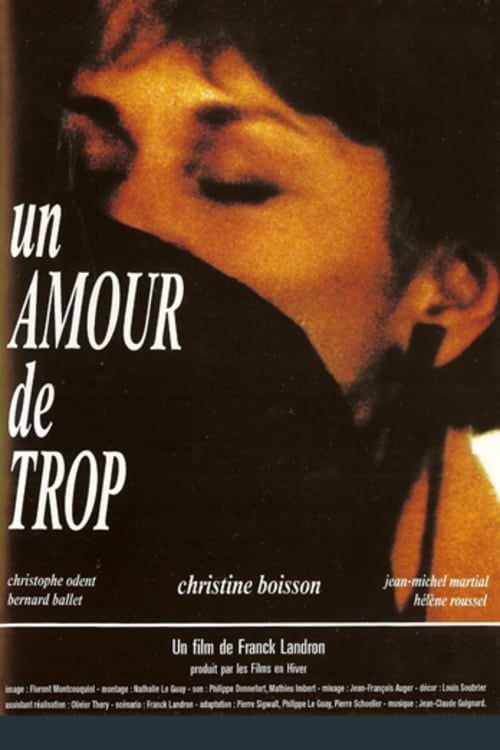 un
AMOUR
de
TROP
christophe odent
bernard ballet
christine boisson
jean-michel martial
hélène roussel
Un film de Franck Landron
produit par les Films en Hiver
image : Florent Montcouquiol - montage : Nathalie Le Guay - son : Philippe Donnefort, Mathieu Imbert - mixage : Jean-François Auger - décor : Louis Soubrier
assistant réalisation : Olivier Thery - scénario : Franck Landron - adaptation : Pierre Sigwalt, Philippe Le Guay, Pierre Schoeller - musique : Jean-Claude Guignard.